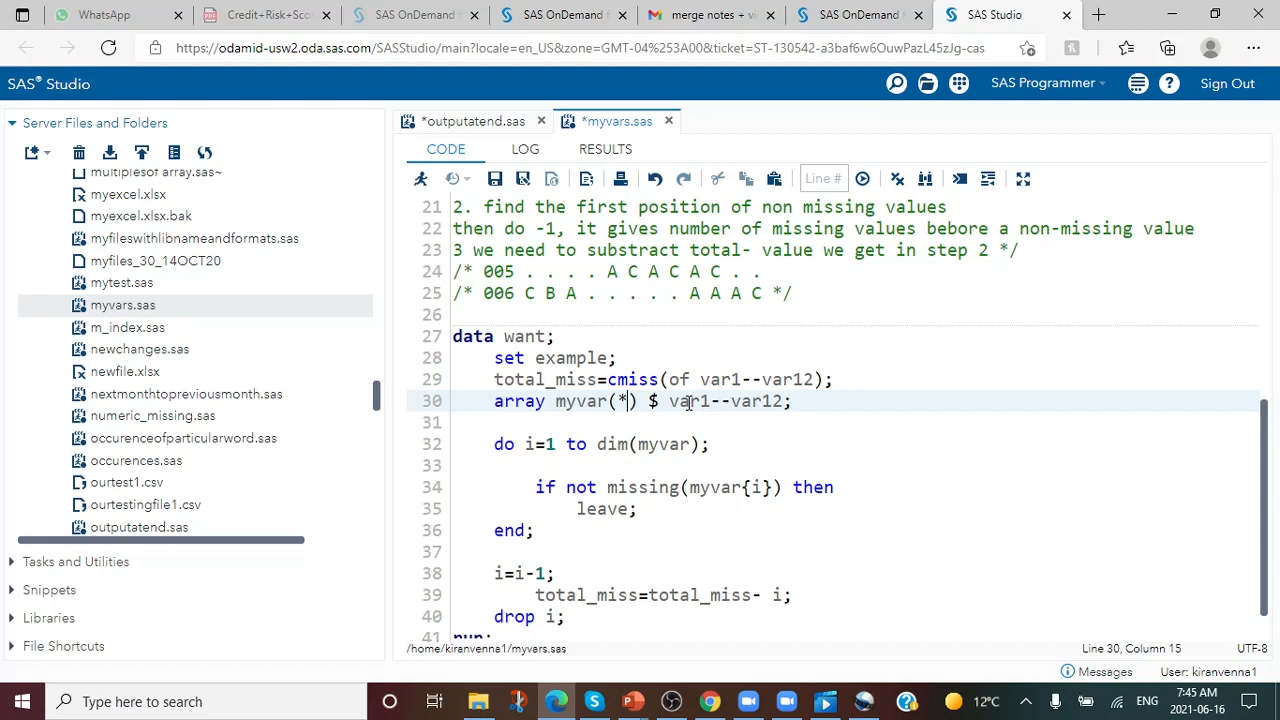 WhatsApp
Credit+Risk+Sco
SAS OnDemand f
SAS OnDemand f
merge notes + vi
SAS OnDemand f
SAS Studio
https://odamid-usw2.oda.sas.com/SASStudio/main?locale=en_US&zone=GMT-04%253A00&ticket=ST-130542-a3baf6w6OuwPazL45zJg-cas
SAS® Studio
SAS Programmer
Sign Out
Server Files and Folders
*outputatend.sas
*myvars.sas
CODE LOG RESULTS
Line #
multiplesof array.sas~
myexcel.xlsx
myexcel.xlsx.bak
myfileswithlibnameandformats.sas
myfiles_30_14OCT20
mytest.sas
myvars.sas
m_index.sas
newchanges.sas
newfile.xlsx
nextmonthtopreviousmonth.sas
numeric_missing.sas
occurenceofparticularword.sas
occurences.sas
ourtest1.csv
ourtestingfile1.csv
outputatend.sas
Tasks and Utilities
Snippets
Libraries
File Shortcuts
21 2. find the first position of non missing values
22 then do -1, it gives number of missing values bebore a non-missing value
23 3 we need to substract total- value we get in step 2 */
24 /* 005 . . . . A C A C A C . .
25 /* 006 C B A . . . . . A A A C */
26
27 data want;
28 set example;
29 total_miss=cmiss(of var1--var12);
30 array myvar(*) $ var1--var12;
31
32 do i=1 to dim(myvar);
33
34 if not missing(myvar{i}) then
35 leave;
36 end;
37
38 i=i-1;
39 total_miss=total_miss- i;
40 drop i;
41 run;
/home/kiranvenna1/myvars.sas
Line 30, Column 15
UTF-8
Messages
User: kiranvenna1
Type here to search
12°C
ENG
7:45 AM
2021-06-16